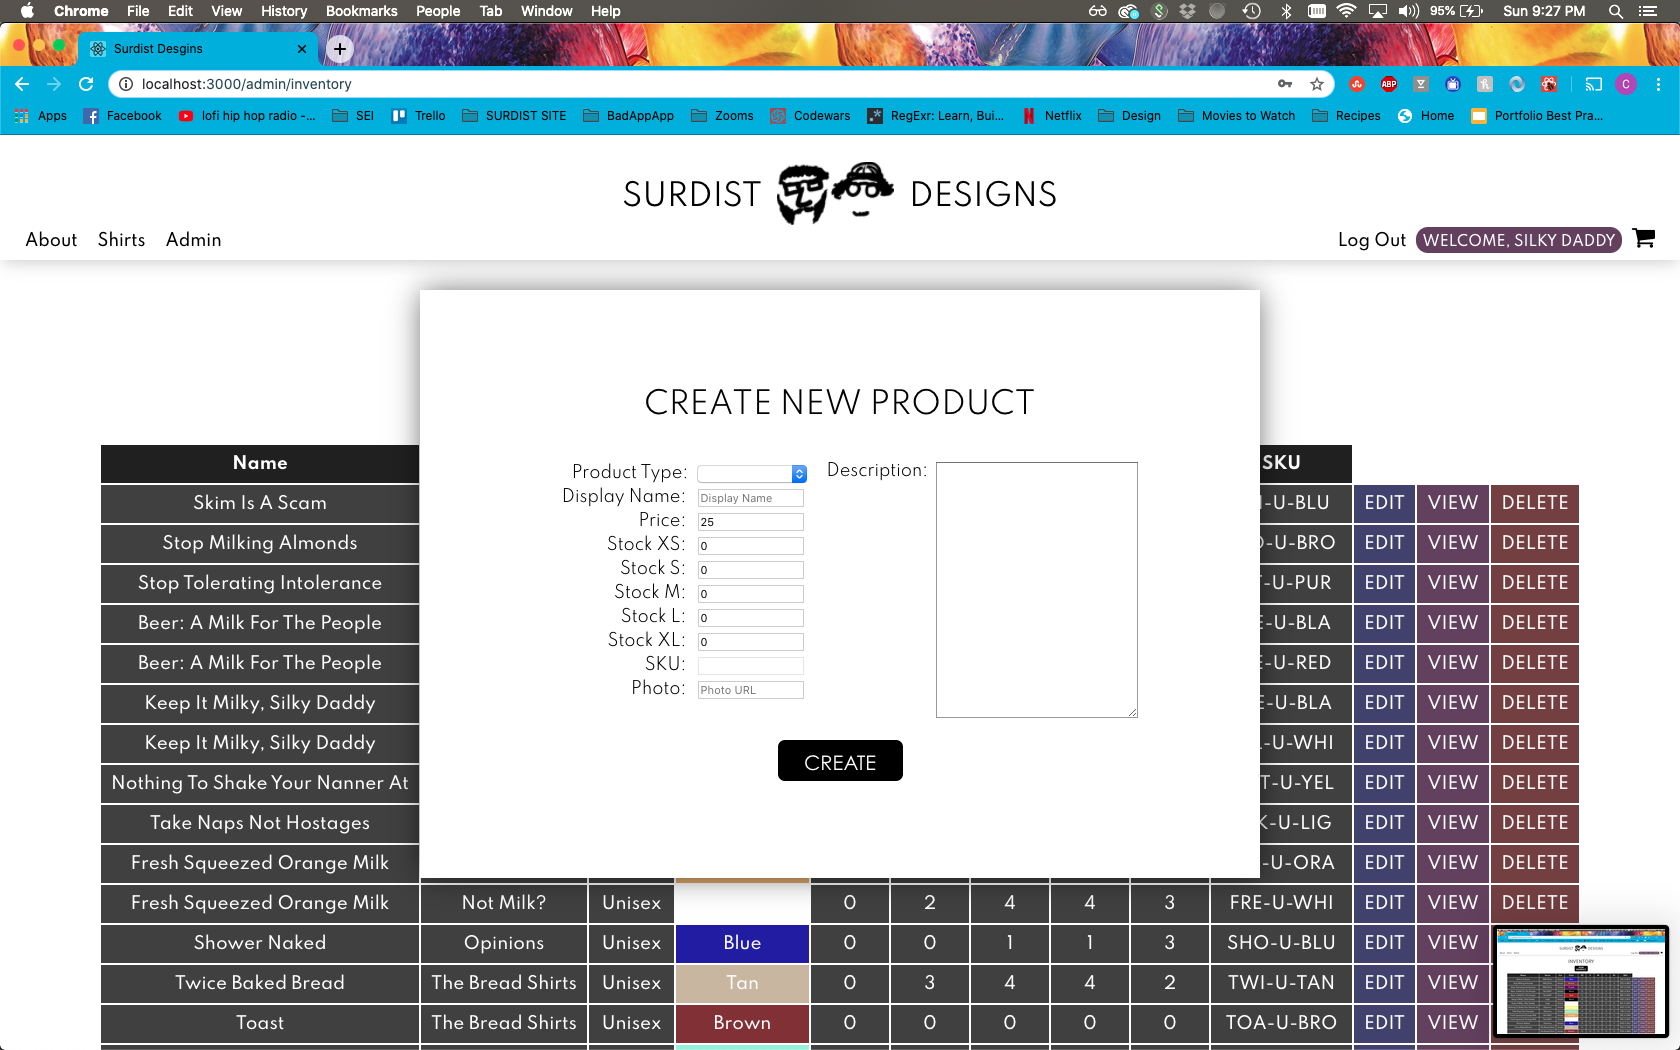 Chrome File Edit View History Bookmarks People Tab Window Help 95% Sun 9:27 PM
Surdist Desgins
localhost:3000/admin/inventory
ABP
C
Apps Facebook lofi hip hop radio -... SEI Trello SURDIST SITE BadAppApp Zooms Codewars RegExr: Learn, Bui... Netflix Design Movies to Watch Recipes Home Portfolio Best Pra...
SURDIST DESIGNS
About Shirts Admin Log Out WELCOME, SILKY DADDY
CREATE NEW PRODUCT
Product Type:
Display Name: Display Name
Price: 25
Stock XS: 0
Stock S: 0
Stock M: 0
Stock L: 0
Stock XL: 0
SKU:
Photo: Photo URL
Description:
CREATE
Name SKU
Skim Is A Scam -U-BLU EDIT VIEW DELETE
Stop Milking Almonds -U-BRO EDIT VIEW DELETE
Stop Tolerating Intolerance -U-PUR EDIT VIEW DELETE
Beer: A Milk For The People -U-BLA EDIT VIEW DELETE
Beer: A Milk For The People -U-RED EDIT VIEW DELETE
Keep It Milky, Silky Daddy -U-BLA EDIT VIEW DELETE
Keep It Milky, Silky Daddy -U-WHI EDIT VIEW DELETE
Nothing To Shake Your Nanner At T-U-YEL EDIT VIEW DELETE
Take Naps Not Hostages K-U-LIG EDIT VIEW DELETE
Fresh Squeezed Orange Milk -U-ORA EDIT VIEW DELETE
Fresh Squeezed Orange Milk Not Milk? Unisex 0 2 4 4 3 FRE-U-WHI EDIT VIEW DELETE
Shower Naked Opinions Unisex Blue 0 0 1 1 3 SHO-U-BLU EDIT VIEW DELETE
Twice Baked Bread The Bread Shirts Unisex Tan 0 3 4 4 2 TWI-U-TAN EDIT VIEW DELETE
Toast The Bread Shirts Unisex Brown 0 0 0 0 0 TOA-U-BRO EDIT VIEW DELETE
INVENTORY